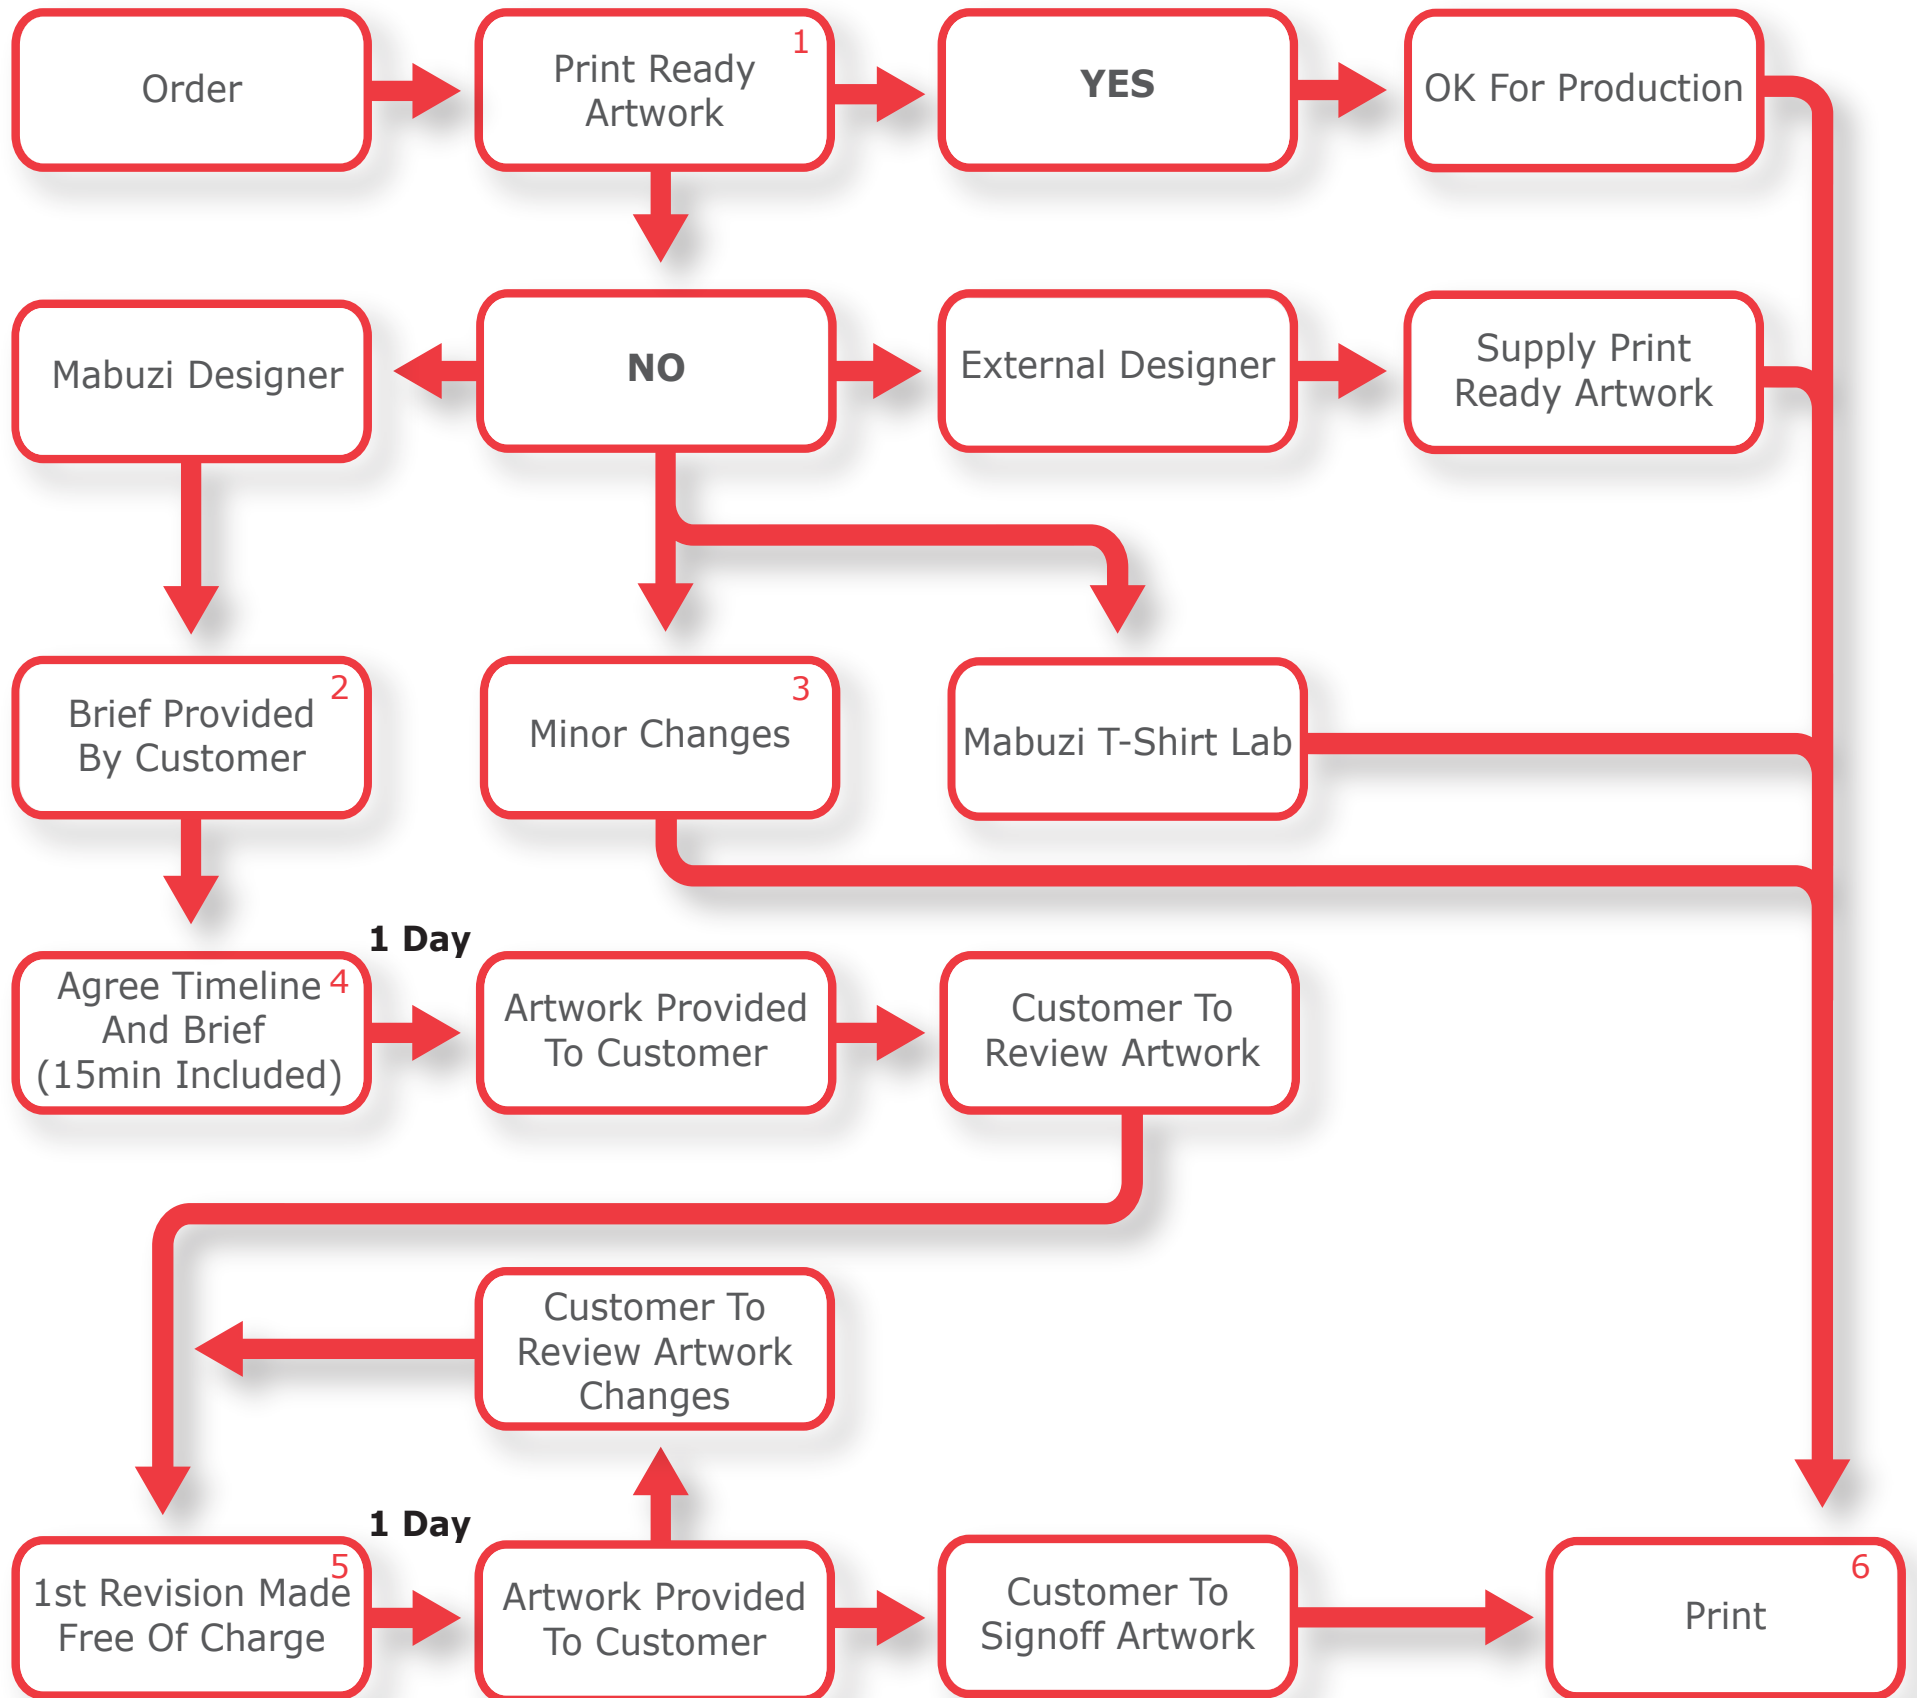 Order
Print Ready
Artwork
1
YES
OK For Production
Mabuzi Designer
NO
External Designer
Supply Print
Ready Artwork
Brief Provided
By Customer
2
Minor Changes
3
Mabuzi T-Shirt Lab
Agree Timeline
And Brief
(15min Included)
4
1 Day
Artwork Provided
To Customer
Customer To
Review Artwork
Customer To
Review Artwork
Changes
1st Revision Made
Free Of Charge
5
1 Day
Artwork Provided
To Customer
Customer To
Signoff Artwork
Print
6